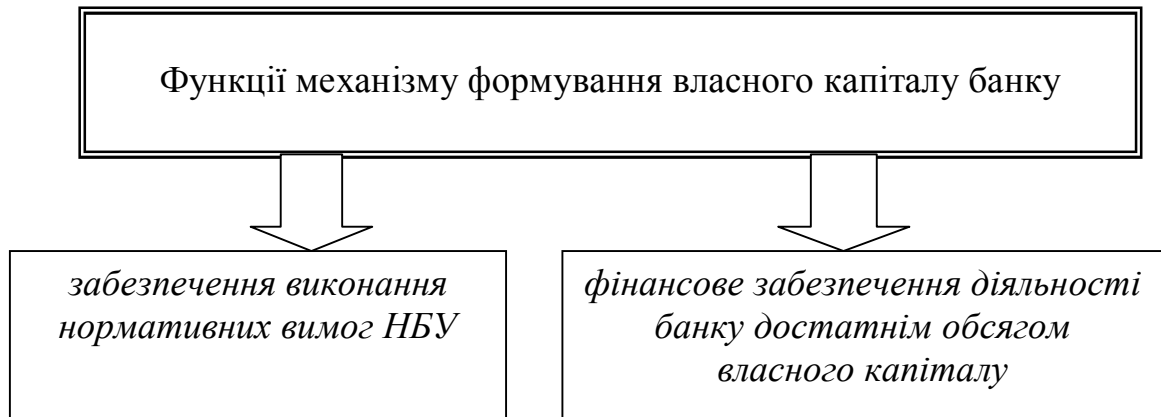 Функції механізму формування власного капіталу банку
забезпечення виконання
нормативних вимог НБУ
фінансове забезпечення діяльності
банку достатнім обсягом
власного капіталу